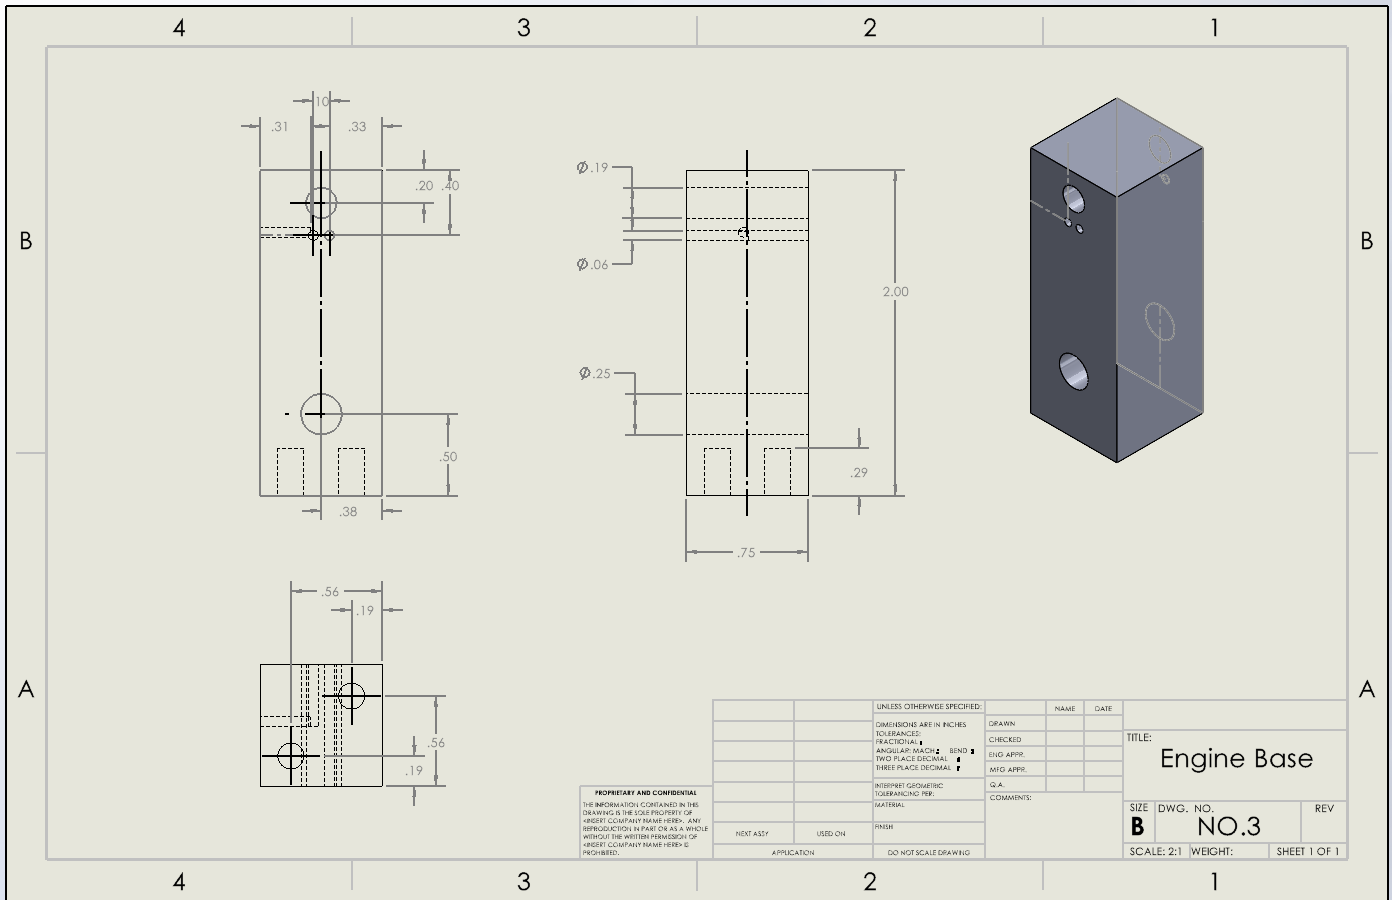 4 3 2 1
B B
A A
10
.31 .33
.20 .40
.50
.38
Ø.19
Ø.06
Ø.25
2.00
.29
.75
.56
.19
.56
.19
PROPRIETARY AND CONFIDENTIAL
THE INFORMATION CONTAINED IN THIS
DRAWING IS THE SOLE PROPERTY OF
<INSERT COMPANY NAME HERE>. ANY
REPRODUCTION IN PART OR AS A WHOLE
WITHOUT THE WRITTEN PERMISSION OF
<INSERT COMPANY NAME HERE> IS
PROHIBITED.
NEXT ASSY USED ON
APPLICATION
UNLESS OTHERWISE SPECIFIED:
DIMENSIONS ARE IN INCHES
TOLERANCES:
FRACTIONAL
ANGULAR: MACH BEND
TWO PLACE DECIMAL
THREE PLACE DECIMAL
INTERPRET GEOMETRIC
TOLERANCING PER:
MATERIAL
FINISH
DO NOT SCALE DRAWING
NAME DATE
DRAWN
CHECKED
ENG APPR.
MFG APPR.
Q.A.
COMMENTS:
TITLE:
Engine Base
SIZE DWG. NO. REV
B NO.3
SCALE: 2:1 WEIGHT: SHEET 1 OF 1
4 3 2 1